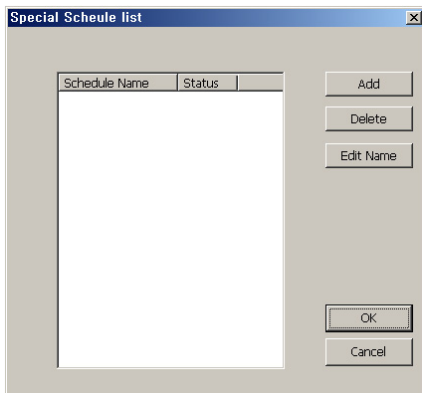 Special Scheule list
Schedule Name Status
Add
Delete
Edit Name
OK
Cancel